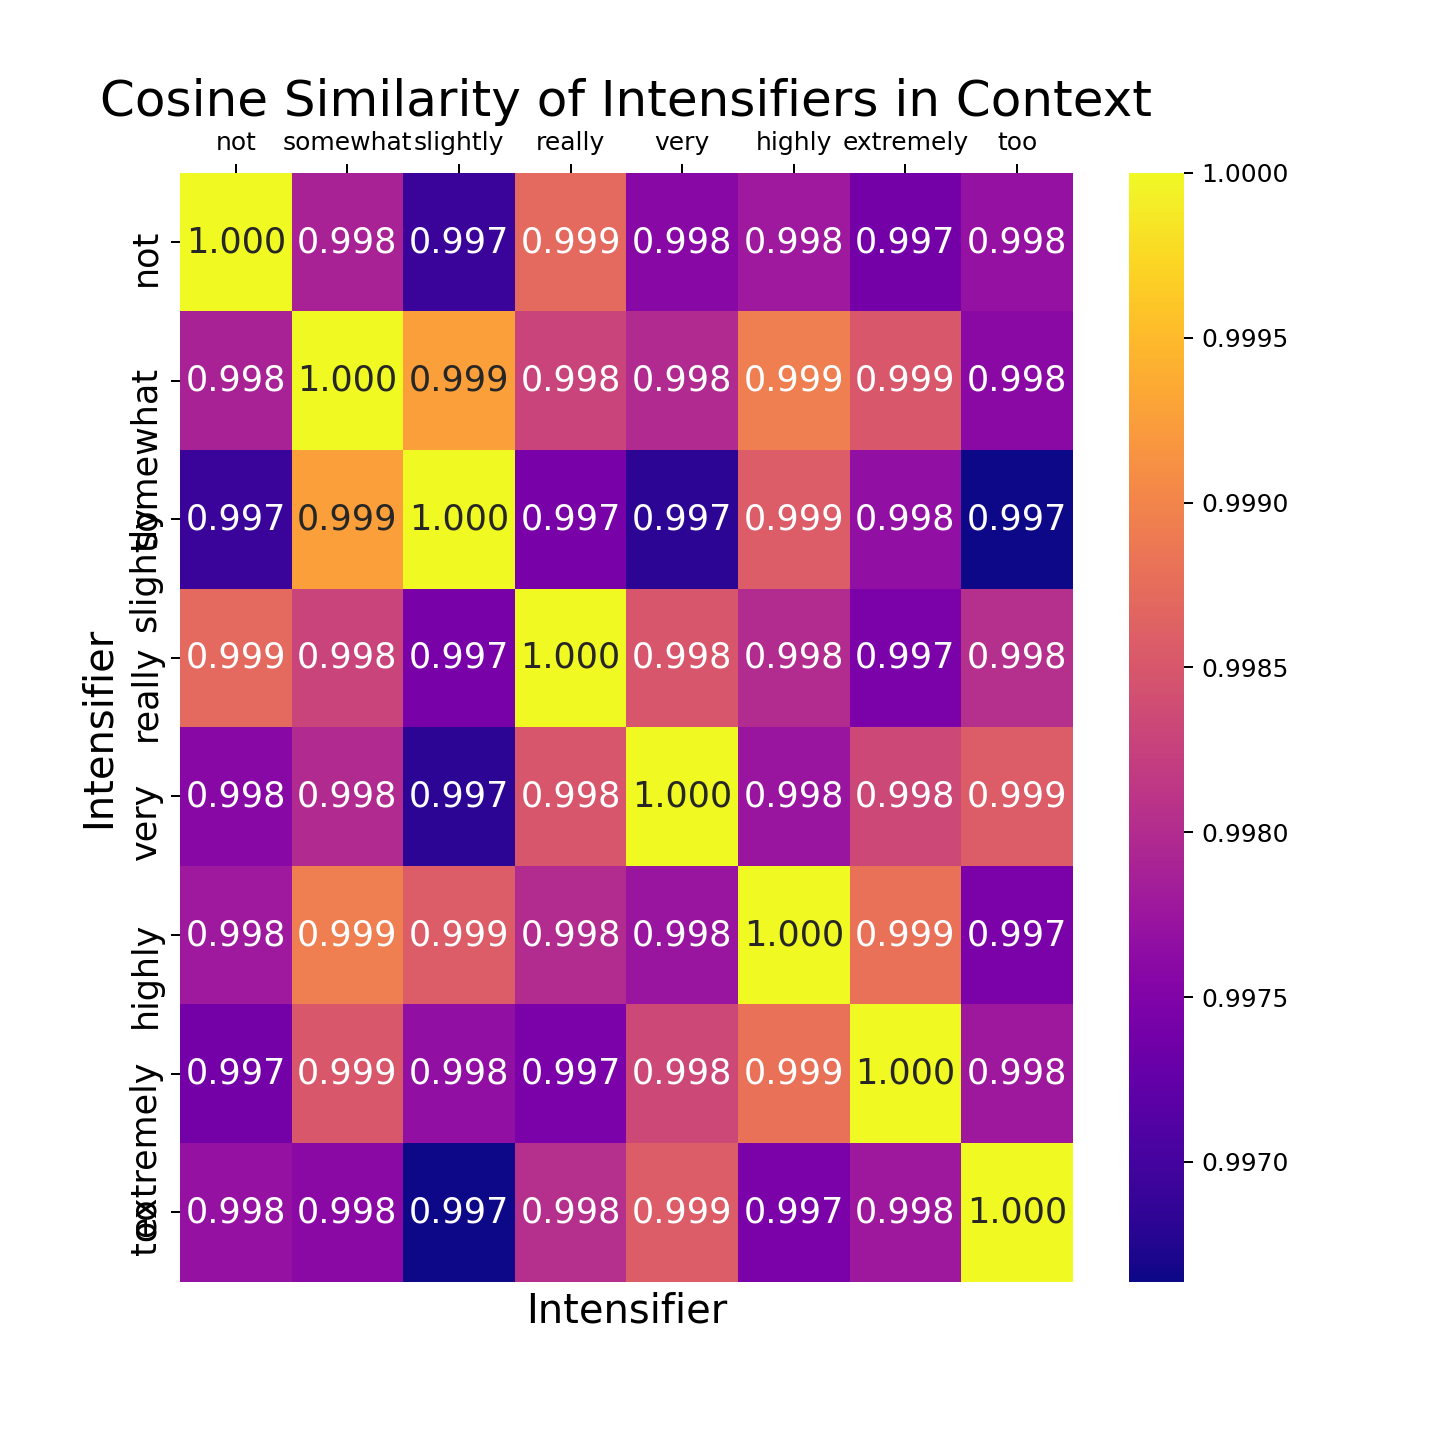 Cosine Similarity of Intensifiers in Context
not somewhat slightly really very highly extremely too
not 1.000 0.998 0.997 0.999 0.998 0.998 0.997 0.998
somewhat 0.998 1.000 0.999 0.998 0.998 0.999 0.999 0.998
slightly 0.997 0.999 1.000 0.997 0.997 0.999 0.998 0.997
really 0.999 0.998 0.997 1.000 0.998 0.998 0.997 0.998
very 0.998 0.998 0.997 0.998 1.000 0.998 0.998 0.999
highly 0.998 0.999 0.999 0.998 0.998 1.000 0.999 0.997
extremely 0.997 0.999 0.998 0.997 0.998 0.999 1.000 0.998
too 0.998 0.998 0.997 0.998 0.999 0.997 0.998 1.000
Intensifier
Intensifier
1.0000
0.9995
0.9990
0.9985
0.9980
0.9975
0.9970